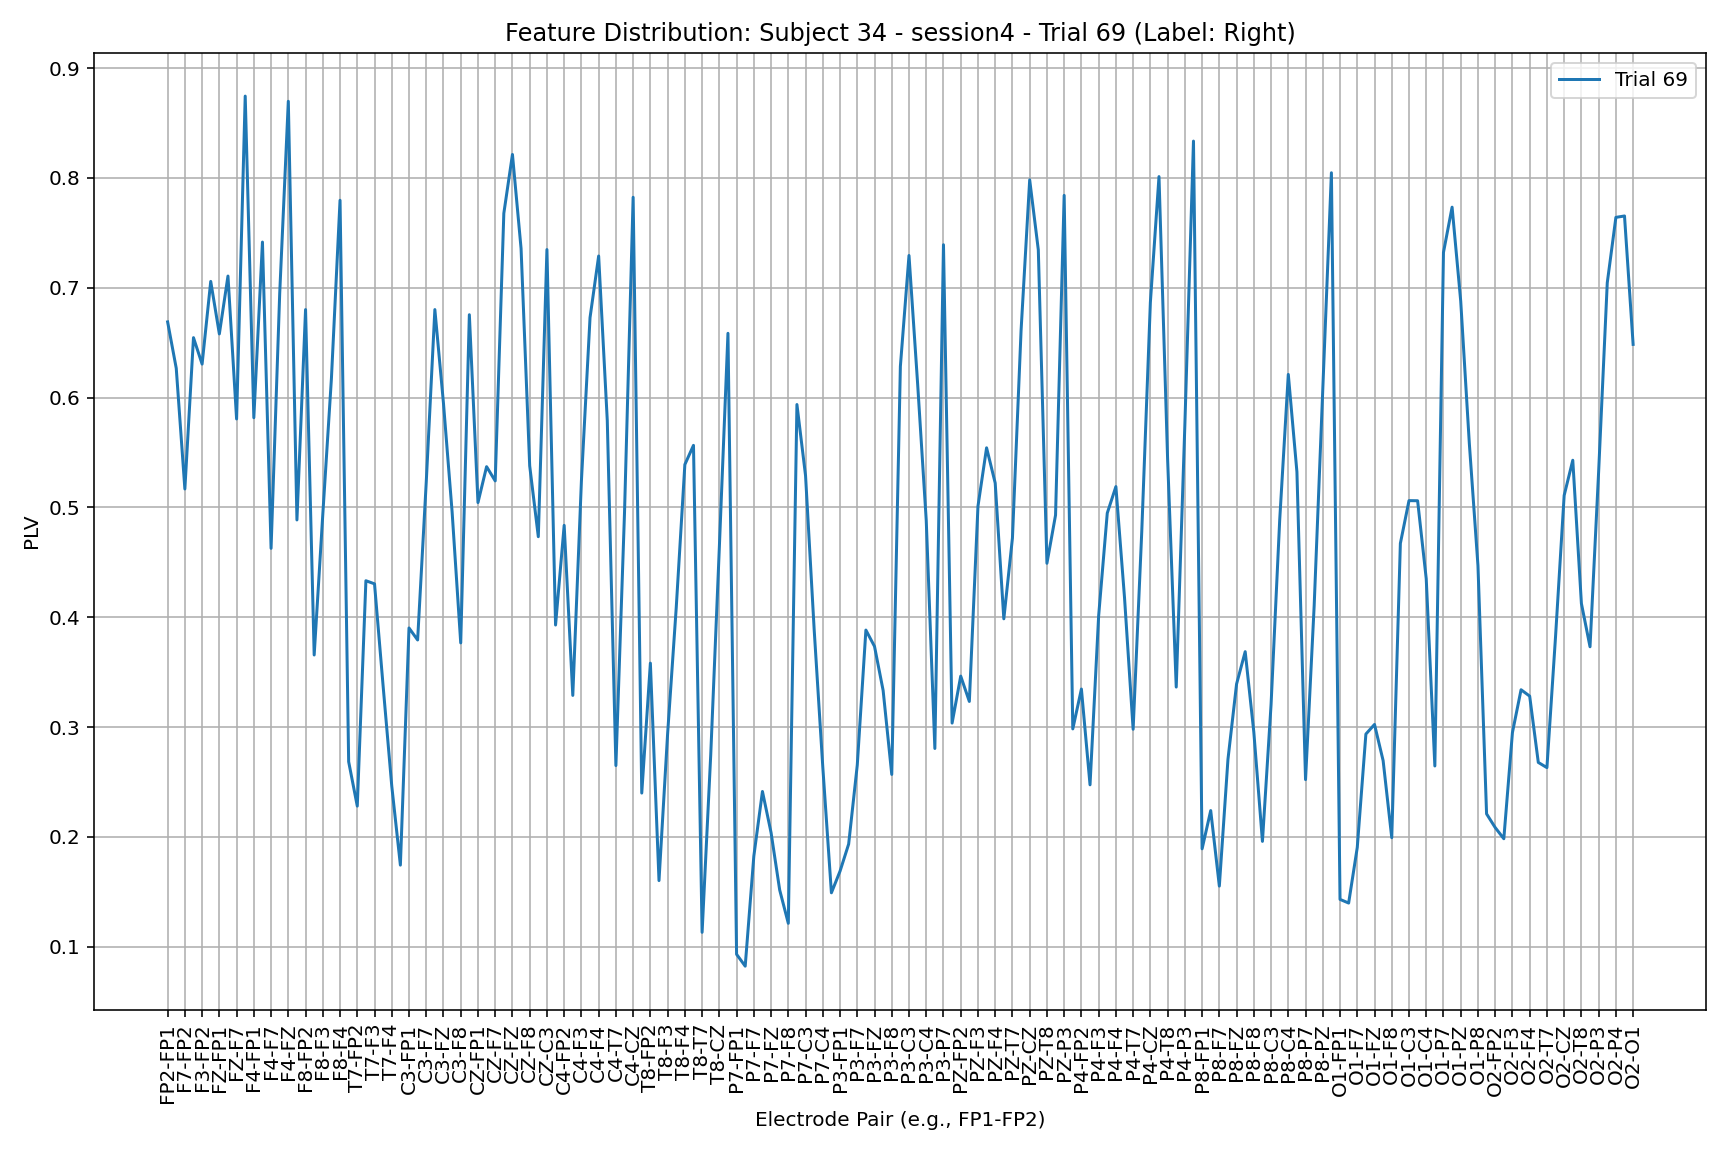 Feature Distribution: Subject 34 - session4 - Trial 69 (Label: Right)
Trial 69
0.9
0.8
0.7
0.6
0.5
0.4
0.3
0.2
0.1
PLV
FP2-FP1
F7-FP2
F3-FP2
FZ-FP1
FZ-F7
F4-FP1
F4-F7
F4-FZ
F8-FP2
F8-F3
F8-F4
T7-FP2
T7-F3
T7-F4
C3-FP1
C3-F7
C3-FZ
C3-F8
CZ-FP1
CZ-F7
CZ-FZ
CZ-F8
CZ-C3
C4-FP2
C4-F3
C4-F4
C4-T7
C4-CZ
T8-FP2
T8-F3
T8-F4
T8-T7
T8-CZ
P7-FP1
P7-F7
P7-FZ
P7-F8
P7-C3
P7-C4
P3-FP1
P3-F7
P3-FZ
P3-F8
P3-C3
P3-C4
P3-P7
PZ-FP2
PZ-F3
PZ-F4
PZ-T7
PZ-CZ
PZ-T8
PZ-P3
P4-FP2
P4-F3
P4-F4
P4-T7
P4-CZ
P4-T8
P4-P3
P8-FP1
P8-F7
P8-FZ
P8-F8
P8-C3
P8-C4
P8-P7
P8-PZ
O1-FP1
O1-F7
O1-FZ
O1-F8
O1-C3
O1-C4
O1-P7
O1-PZ
O1-P8
O2-FP2
O2-F3
O2-F4
O2-T7
O2-CZ
O2-T8
O2-P3
O2-P4
O2-O1
Electrode Pair (e.g., FP1-FP2)